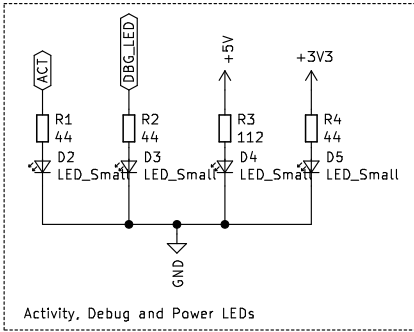 ACT
DBG_LED
+5V
+3V3
R1
44
R2
44
R3
112
R4
44
D2
LED_Small
D3
LED_Small
D4
LED_Small
D5
LED_Small
GND
Activity, Debug and Power LEDs